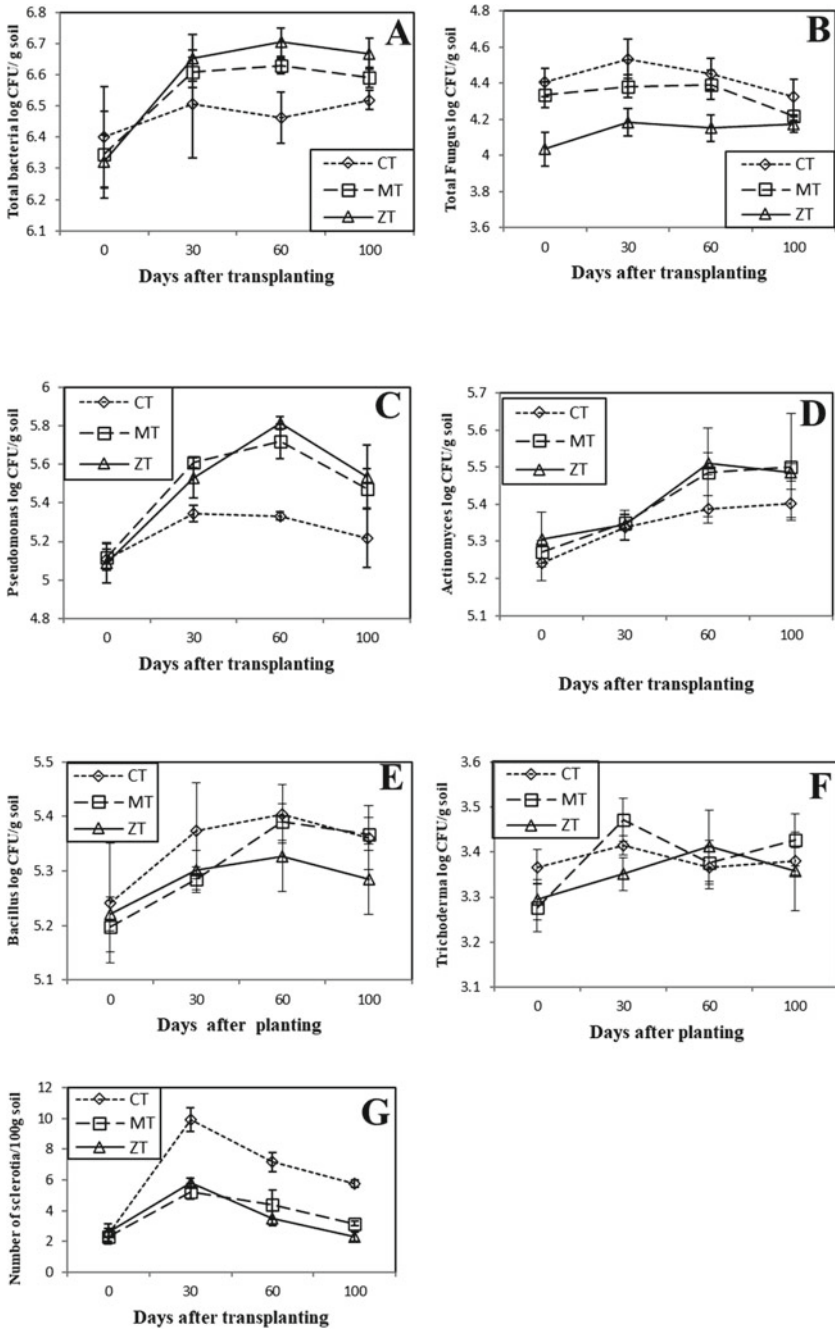 A
Total bacteria log CFU/ g soil
6.8
6.7
6.6
6.5
6.4
6.3
6.2
6.1
CT
MT
ZT
0 30 60 100
Days after transplanting
B
Total Fungus log CFU/g soil
4.8
4.6
4.4
4.2
4
3.8
3.6
CT
MT
ZT
0 30 60 100
Days after transplanting
C
Pseudomonas log CFU/g soil
6
5.8
5.6
5.4
5.2
5
4.8
CT
MT
ZT
0 30 60 100
Days after transplanting
D
Actinomyces log CFU/g soil
5.7
5.6
5.5
5.4
5.3
5.2
5.1
CT
MT
ZT
0 30 60 100
Days after transplanting
E
Bacillus log CFU/g soil
5.5
5.4
5.3
5.2
5.1
CT
MT
ZT
0 30 60 100
Days after planting
F
Trichoderma log CFU/g soil
3.6
3.5
3.4
3.3
3.2
3.1
CT
MT
ZT
0 30 60 100
Days after planting
G
Number of sclerotia/100g soil
12
10
8
6
4
2
0
CT
MT
ZT
0 30 60 100
Days after transplanting